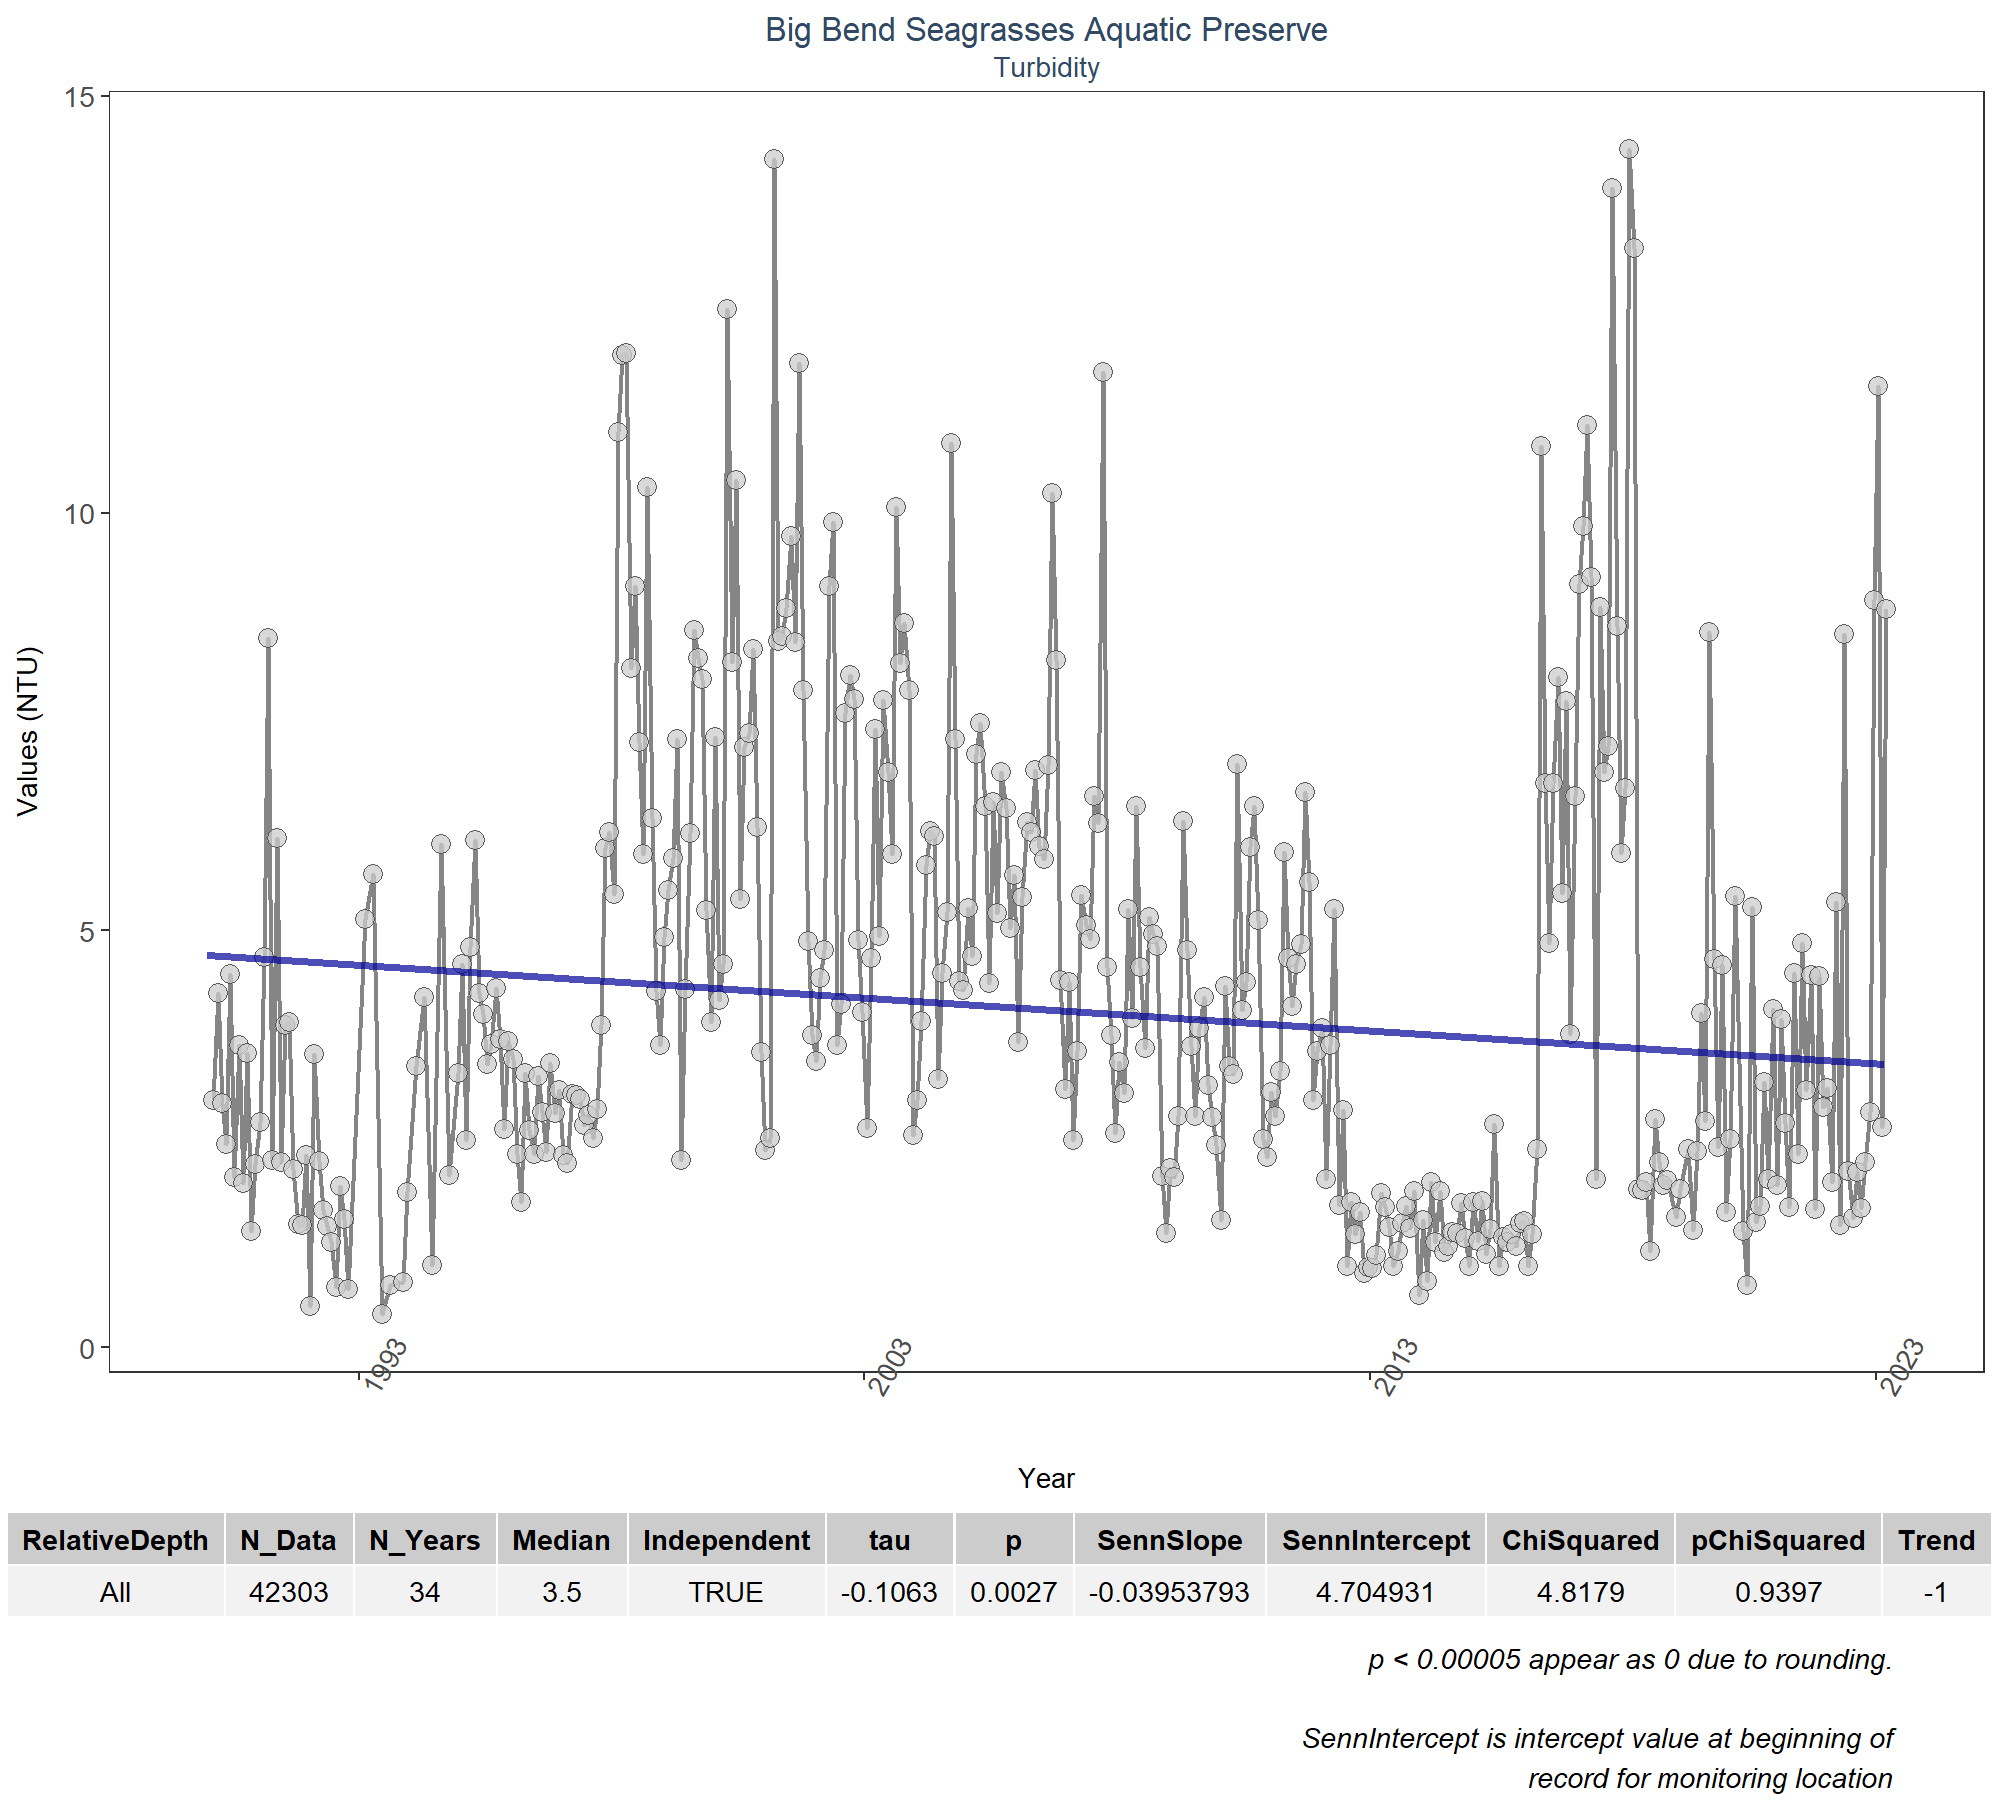 Big Bend Seagrasses Aquatic Preserve
Turbidity
15
10
5
0
Values (NTU)
1993
2003
2013
2023
Year
RelativeDepth N_Data N_Years Median Independent tau p SennSlope SennIntercept ChiSquared pChiSquared Trend
All 42303 34 3.5 TRUE -0.1063 0.0027 -0.03953793 4.704931 4.8179 0.9397 -1
p < 0.00005 appear as 0 due to rounding.
SennIntercept is intercept value at beginning of
record for monitoring location